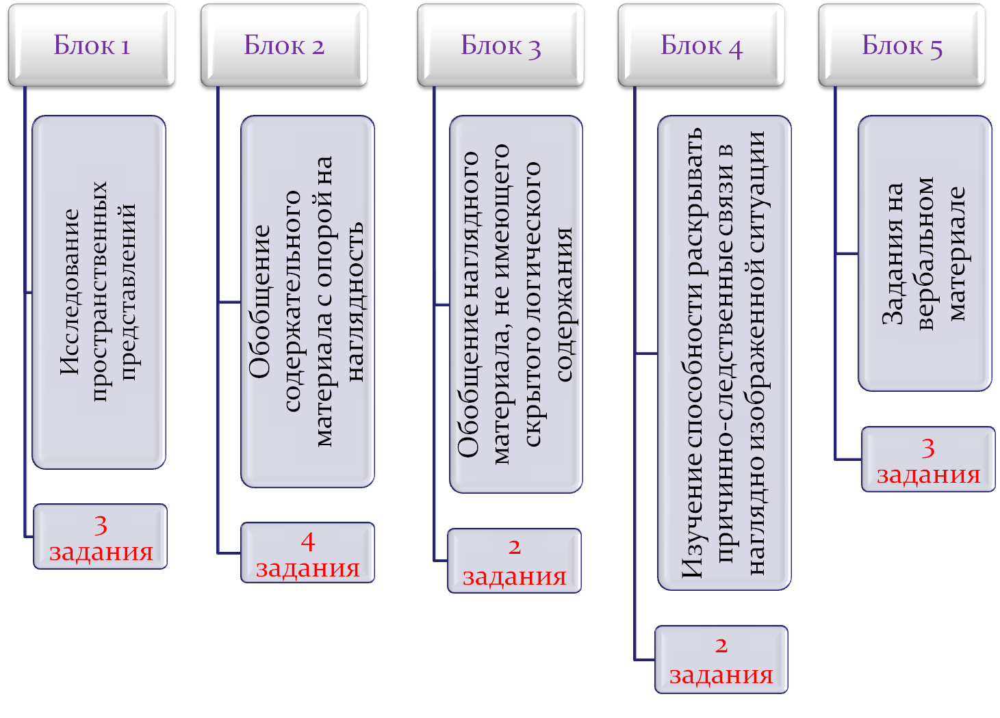 Блок 1
Исследование
пространственных
представлений
3
задания
Блок 2
Обобщение
содержательного
материала с опорой на
наглядность
4
задания
Блок 3
Обобщение наглядного
материала, не имеющего
скрытого логического
содержания
2
задания
Блок 4
Изучение способности раскрывать
причинно-следственные связи в
наглядно изображенной ситуации
2
задания
Блок 5
Задания на
вербальном
материале
3
задания